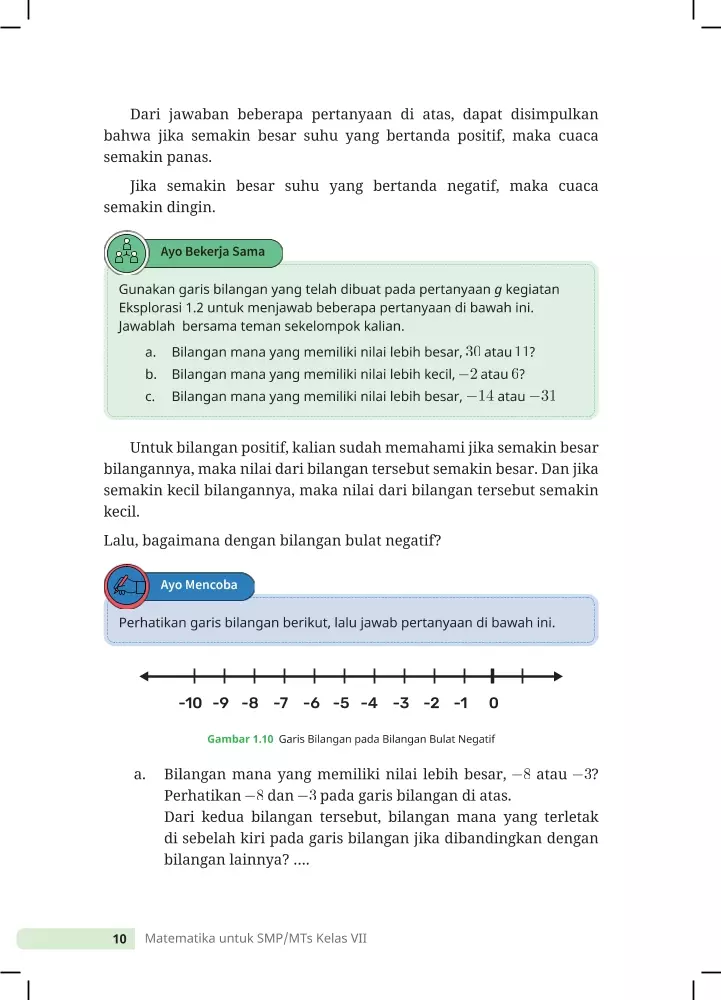 Dari jawaban beberapa pertanyaan di atas, dapat disimpulkan
bahwa jika semakin besar suhu yang bertanda positif, maka cuaca
semakin panas.
Jika semakin besar suhu yang bertanda negatif, maka cuaca
semakin dingin.
Ayo Bekerja Sama
Gunakan garis bilangan yang telah dibuat pada pertanyaan g kegiatan
Eksplorasi 1.2 untuk menjawab beberapa pertanyaan di bawah ini.
Jawablah bersama teman sekelompok kalian.
a. Bilangan mana yang memiliki nilai lebih besar, 30 atau 11?
b. Bilangan mana yang memiliki nilai lebih kecil, −2 atau 6?
c. Bilangan mana yang memiliki nilai lebih besar, −14 atau −31
Untuk bilangan positif, kalian sudah memahami jika semakin besar
bilangannya, maka nilai dari bilangan tersebut semakin besar. Dan jika
semakin kecil bilangannya, maka nilai dari bilangan tersebut semakin
kecil.
Lalu, bagaimana dengan bilangan bulat negatif?
Ayo Mencoba
Perhatikan garis bilangan berikut, lalu jawab pertanyaan di bawah ini.
-10 -9 -8 -7 -6 -5 -4 -3 -2 -1 0
Gambar 1.10 Garis Bilangan pada Bilangan Bulat Negatif
a. Bilangan mana yang memiliki nilai lebih besar, −8 atau −3?
Perhatikan −8 dan −3 pada garis bilangan di atas.
Dari kedua bilangan tersebut, bilangan mana yang terletak
di sebelah kiri pada garis bilangan jika dibandingkan dengan
bilangan lainnya? ....
10 Matematika untuk SMP/MTs Kelas VII